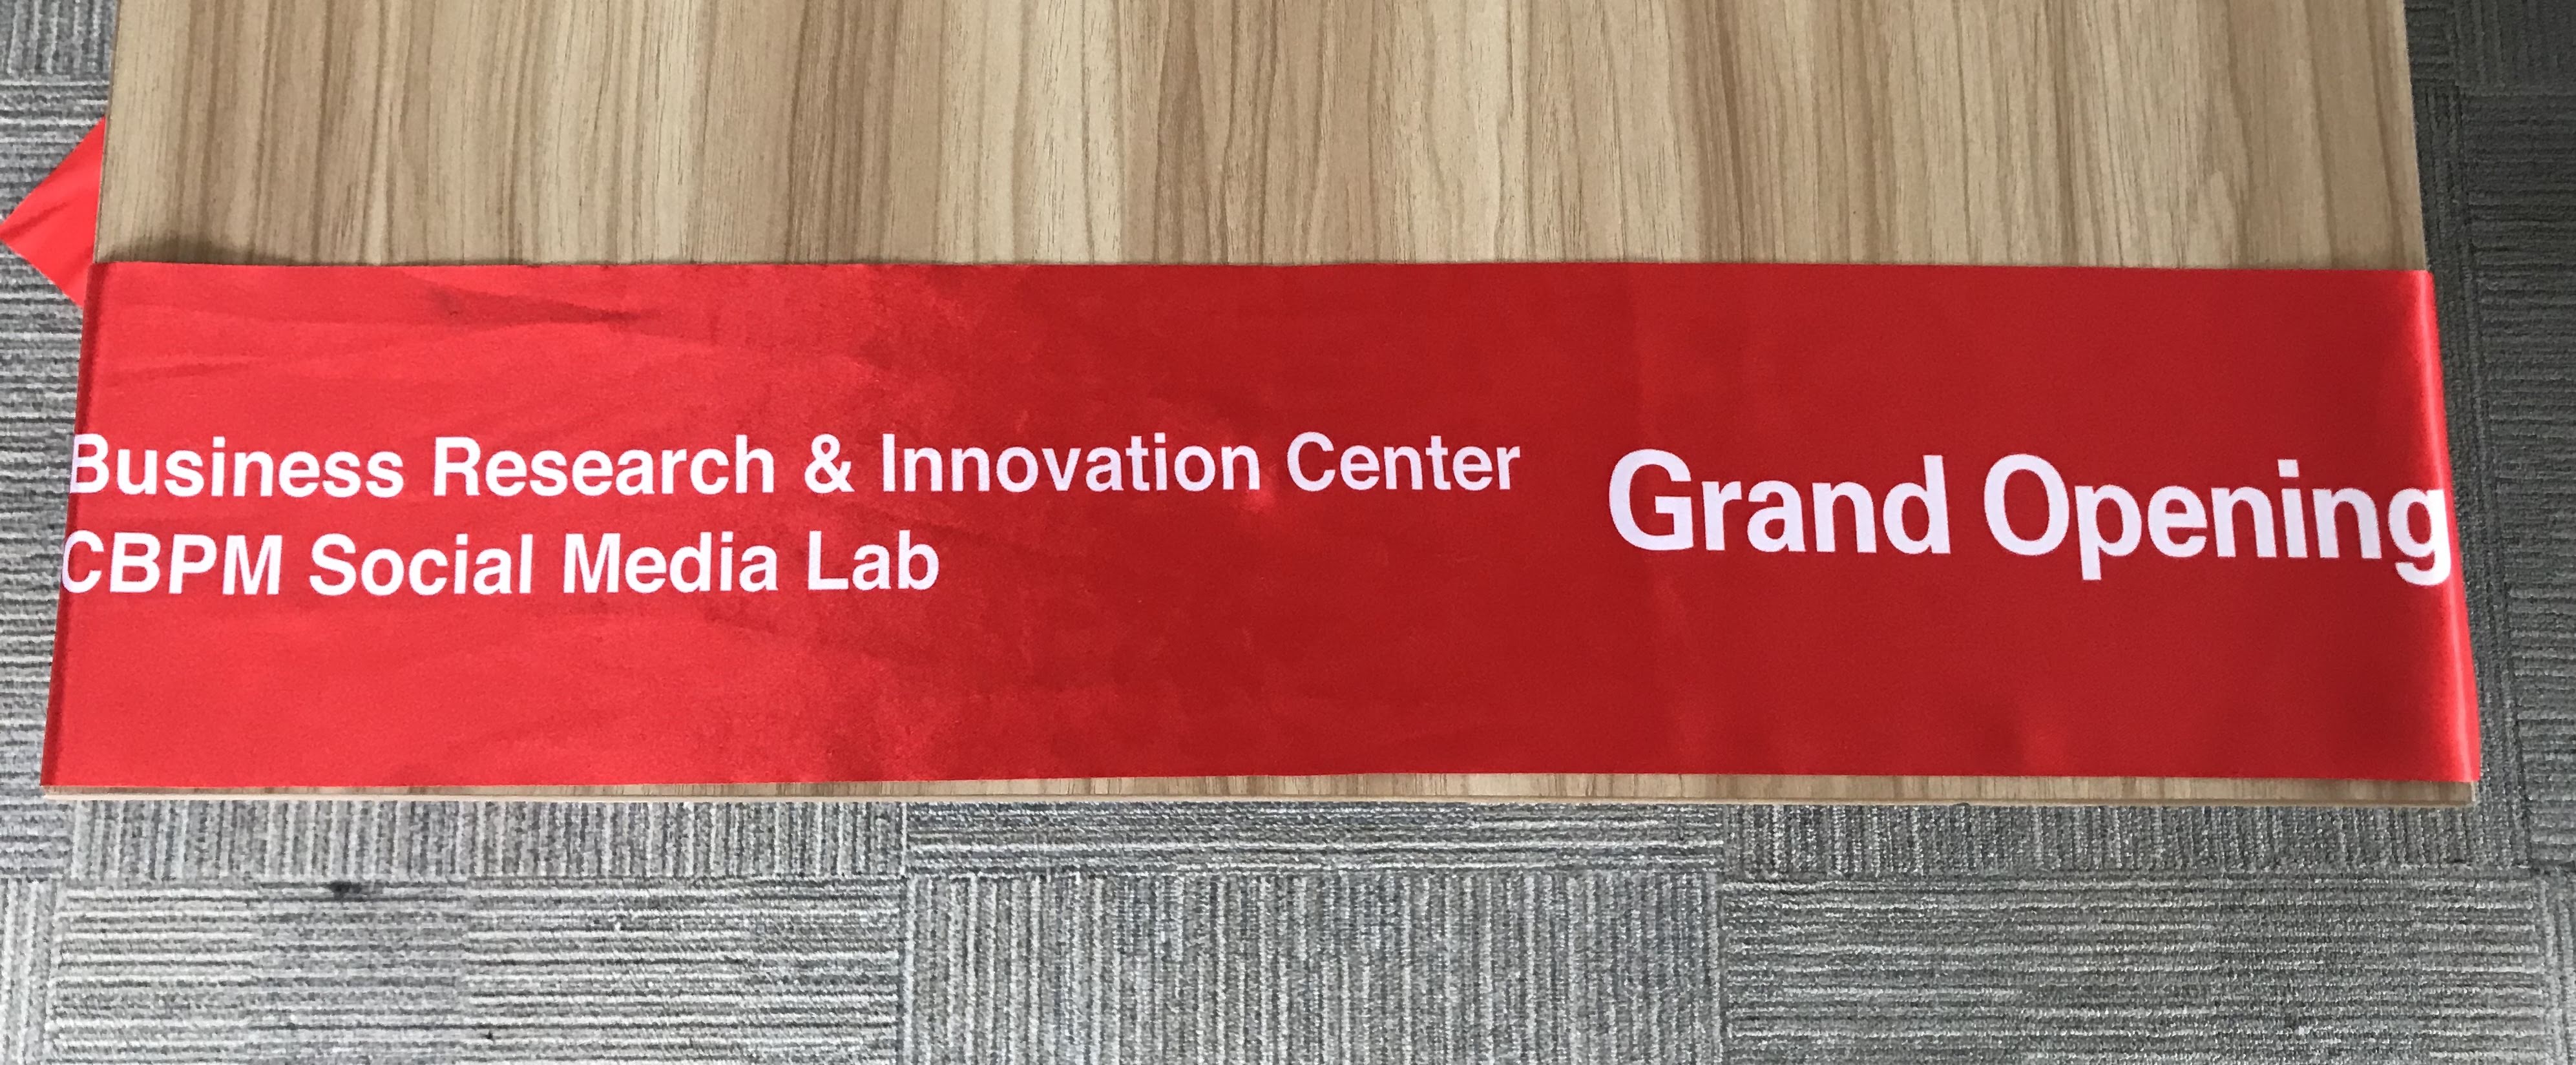 Business Research & Innovation Center
CBPM Social Media Lab
Grand Opening